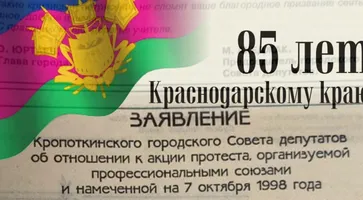 85 лет
Краснодарскому краю
ЗАЯВЛЕНИЕ
Кропоткинского городского Совета депутатов
об отношении к акции протеста, организуемой
профессиональными союзами
и намеченной на 7 октября 1998 года